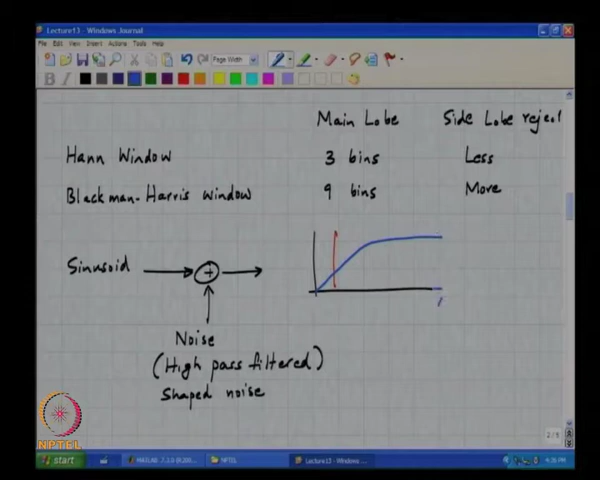 Lecture13 - Windows Journal
File Edit View Insert Actions Tools Help
Page Width
Main Lobe Side Lobe reject
Hann Window 3 bins Less
Blackman-Harris window 9 bins More
Sinusoid +
Noise
(High pass filtered)
Shaped noise
NPTEL
start NPTEL Lecture13 - Windows ...